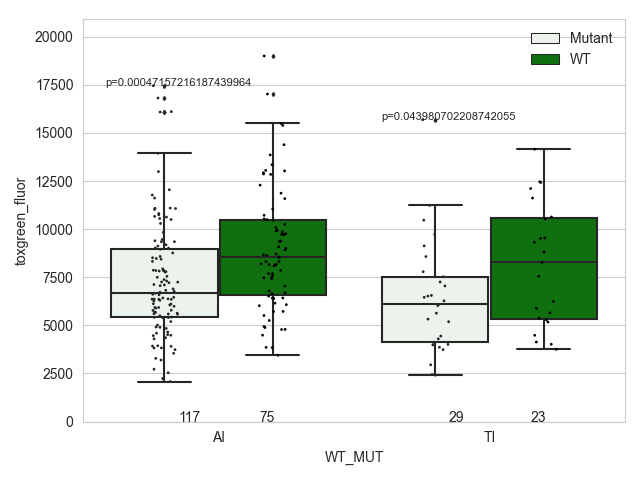 20000
17500
15000
12500
10000
7500
5000
2500
0
toxgreen_fluor
Mutant
WT
p=0.00047157216187439964
p=0.043980702208742055
117
75
29
23
AI
TI
WT_MUT